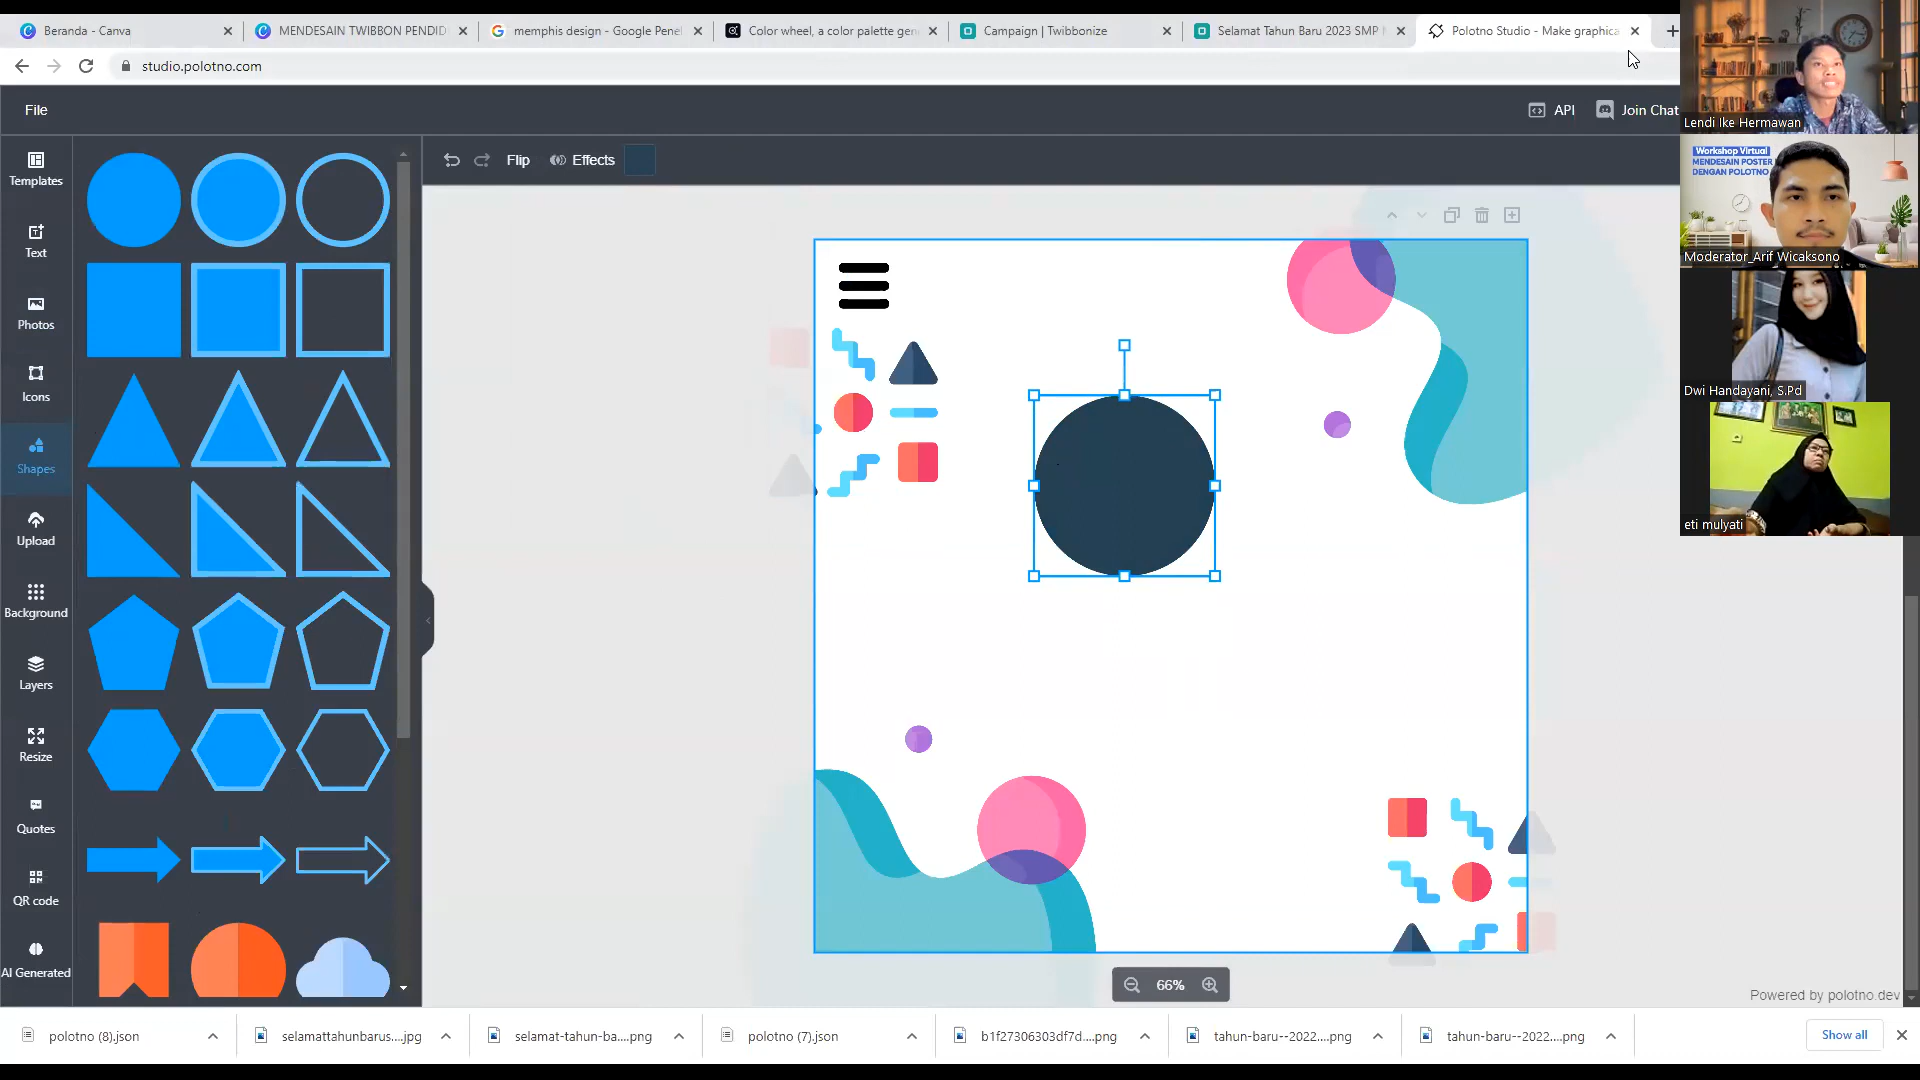 Beranda - Canva
MENDESAIN TWIBBON PENDID
memphis design - Google Penel
Color wheel, a color palette gen
Campaign | Twibbonize
Selamat Tahun Baru 2023 SMP
Polotno Studio - Make graphica
studio.polotno.com
File
API
Join Chat
Templates
Text
Photos
Icons
Shapes
Upload
Background
Layers
Resize
Quotes
QR code
AI Generated
Flip
Effects
66%
Powered by polotno.dev
Lendi Ike Hermawan
Workshop Virtual
MENDESAIN POSTER
DENGAN POLOTNO
Moderator_Arif Wicaksono
Dwi Handayani, S.Pd
eti mulyati
polotno (8).json
selamattahunbarus....jpg
selamat-tahun-ba....png
polotno (7).json
b1f27306303df7d....png
tahun-baru--2022....png
tahun-baru--2022....png
Show all